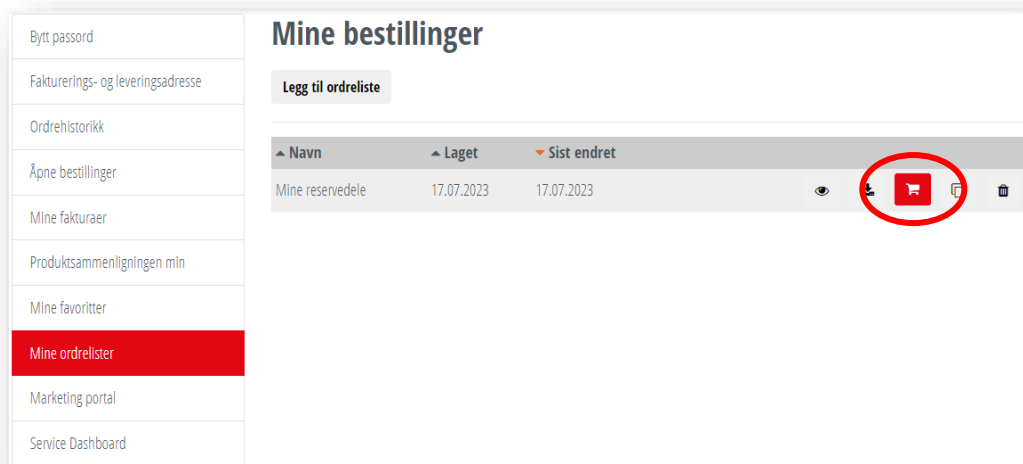 Bytt passord
Fakturerings- og leveringsadresse
Ordrehistorikk
Åpne bestillinger
Mine fakturaer
Produktsammenligningen min
Mine favoritter
Mine ordrelister
Marketing portal
Service Dashboard
Mine bestillinger
Legg til ordreliste
Navn Laget Sist endret
Mine reservedele 17.07.2023 17.07.2023